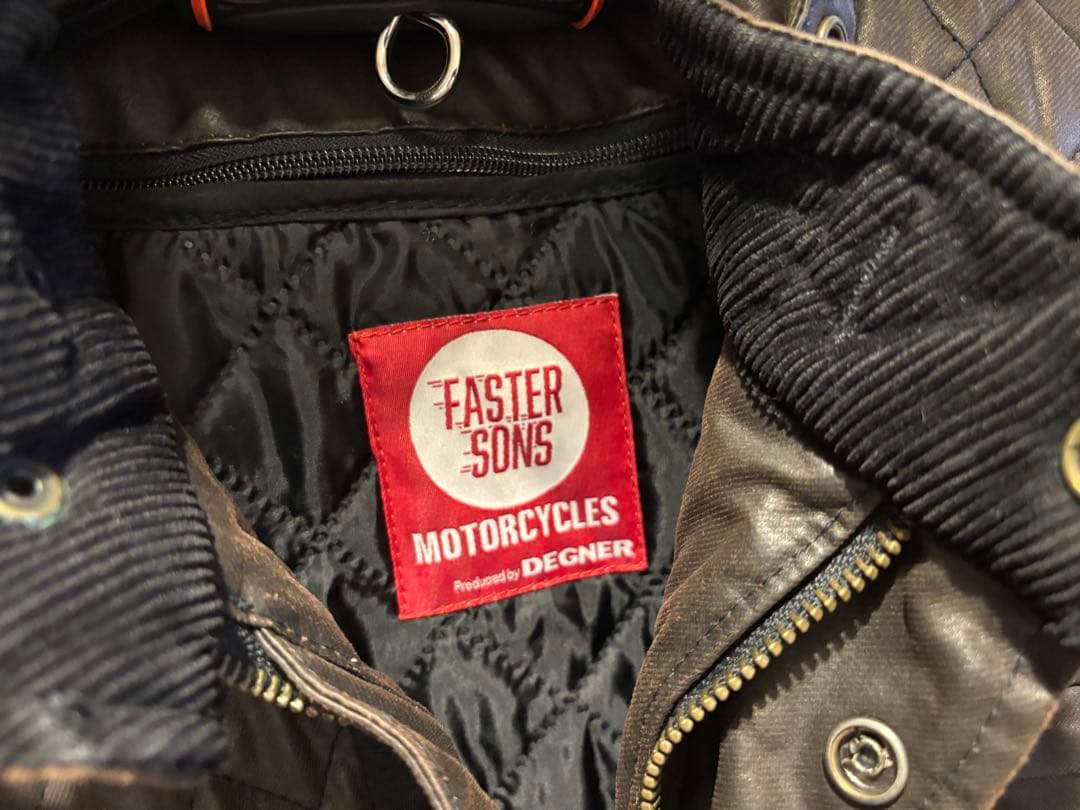 FASTER
SONS
MOTORCYCLES
Produced by DEGNER